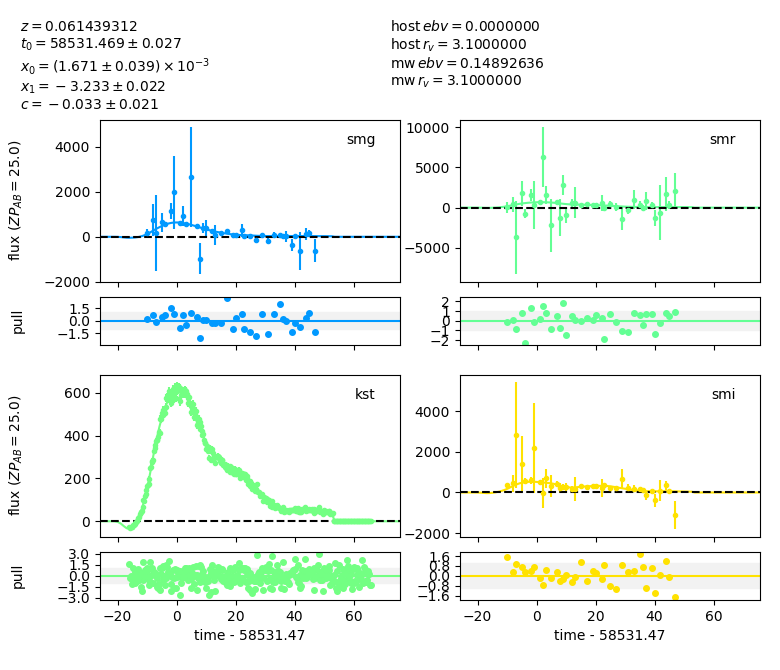 z = 0.061439312
t₀ = 58531.469 ± 0.027
x₀ = (1.671 ± 0.039) × 10⁻³
x₁ = −3.233 ± 0.022
c = −0.033 ± 0.021
host ebv = 0.0000000
host r_v = 3.1000000
mw ebv = 0.14892636
mw r_v = 3.1000000
smg
flux (ZP_AB = 25.0)
4000
2000
0
−2000
pull
1.5
0.0
−1.5
smr
10000
5000
0
−5000
2
1
0
−1
−2
kst
flux (ZP_AB = 25.0)
600
400
200
0
pull
3.0
1.5
0.0
−1.5
−3.0
−20 0 20 40 60
time - 58531.47
smi
4000
2000
0
−2000
1.6
0.8
0.0
−0.8
−1.6
−20 0 20 40 60
time - 58531.47